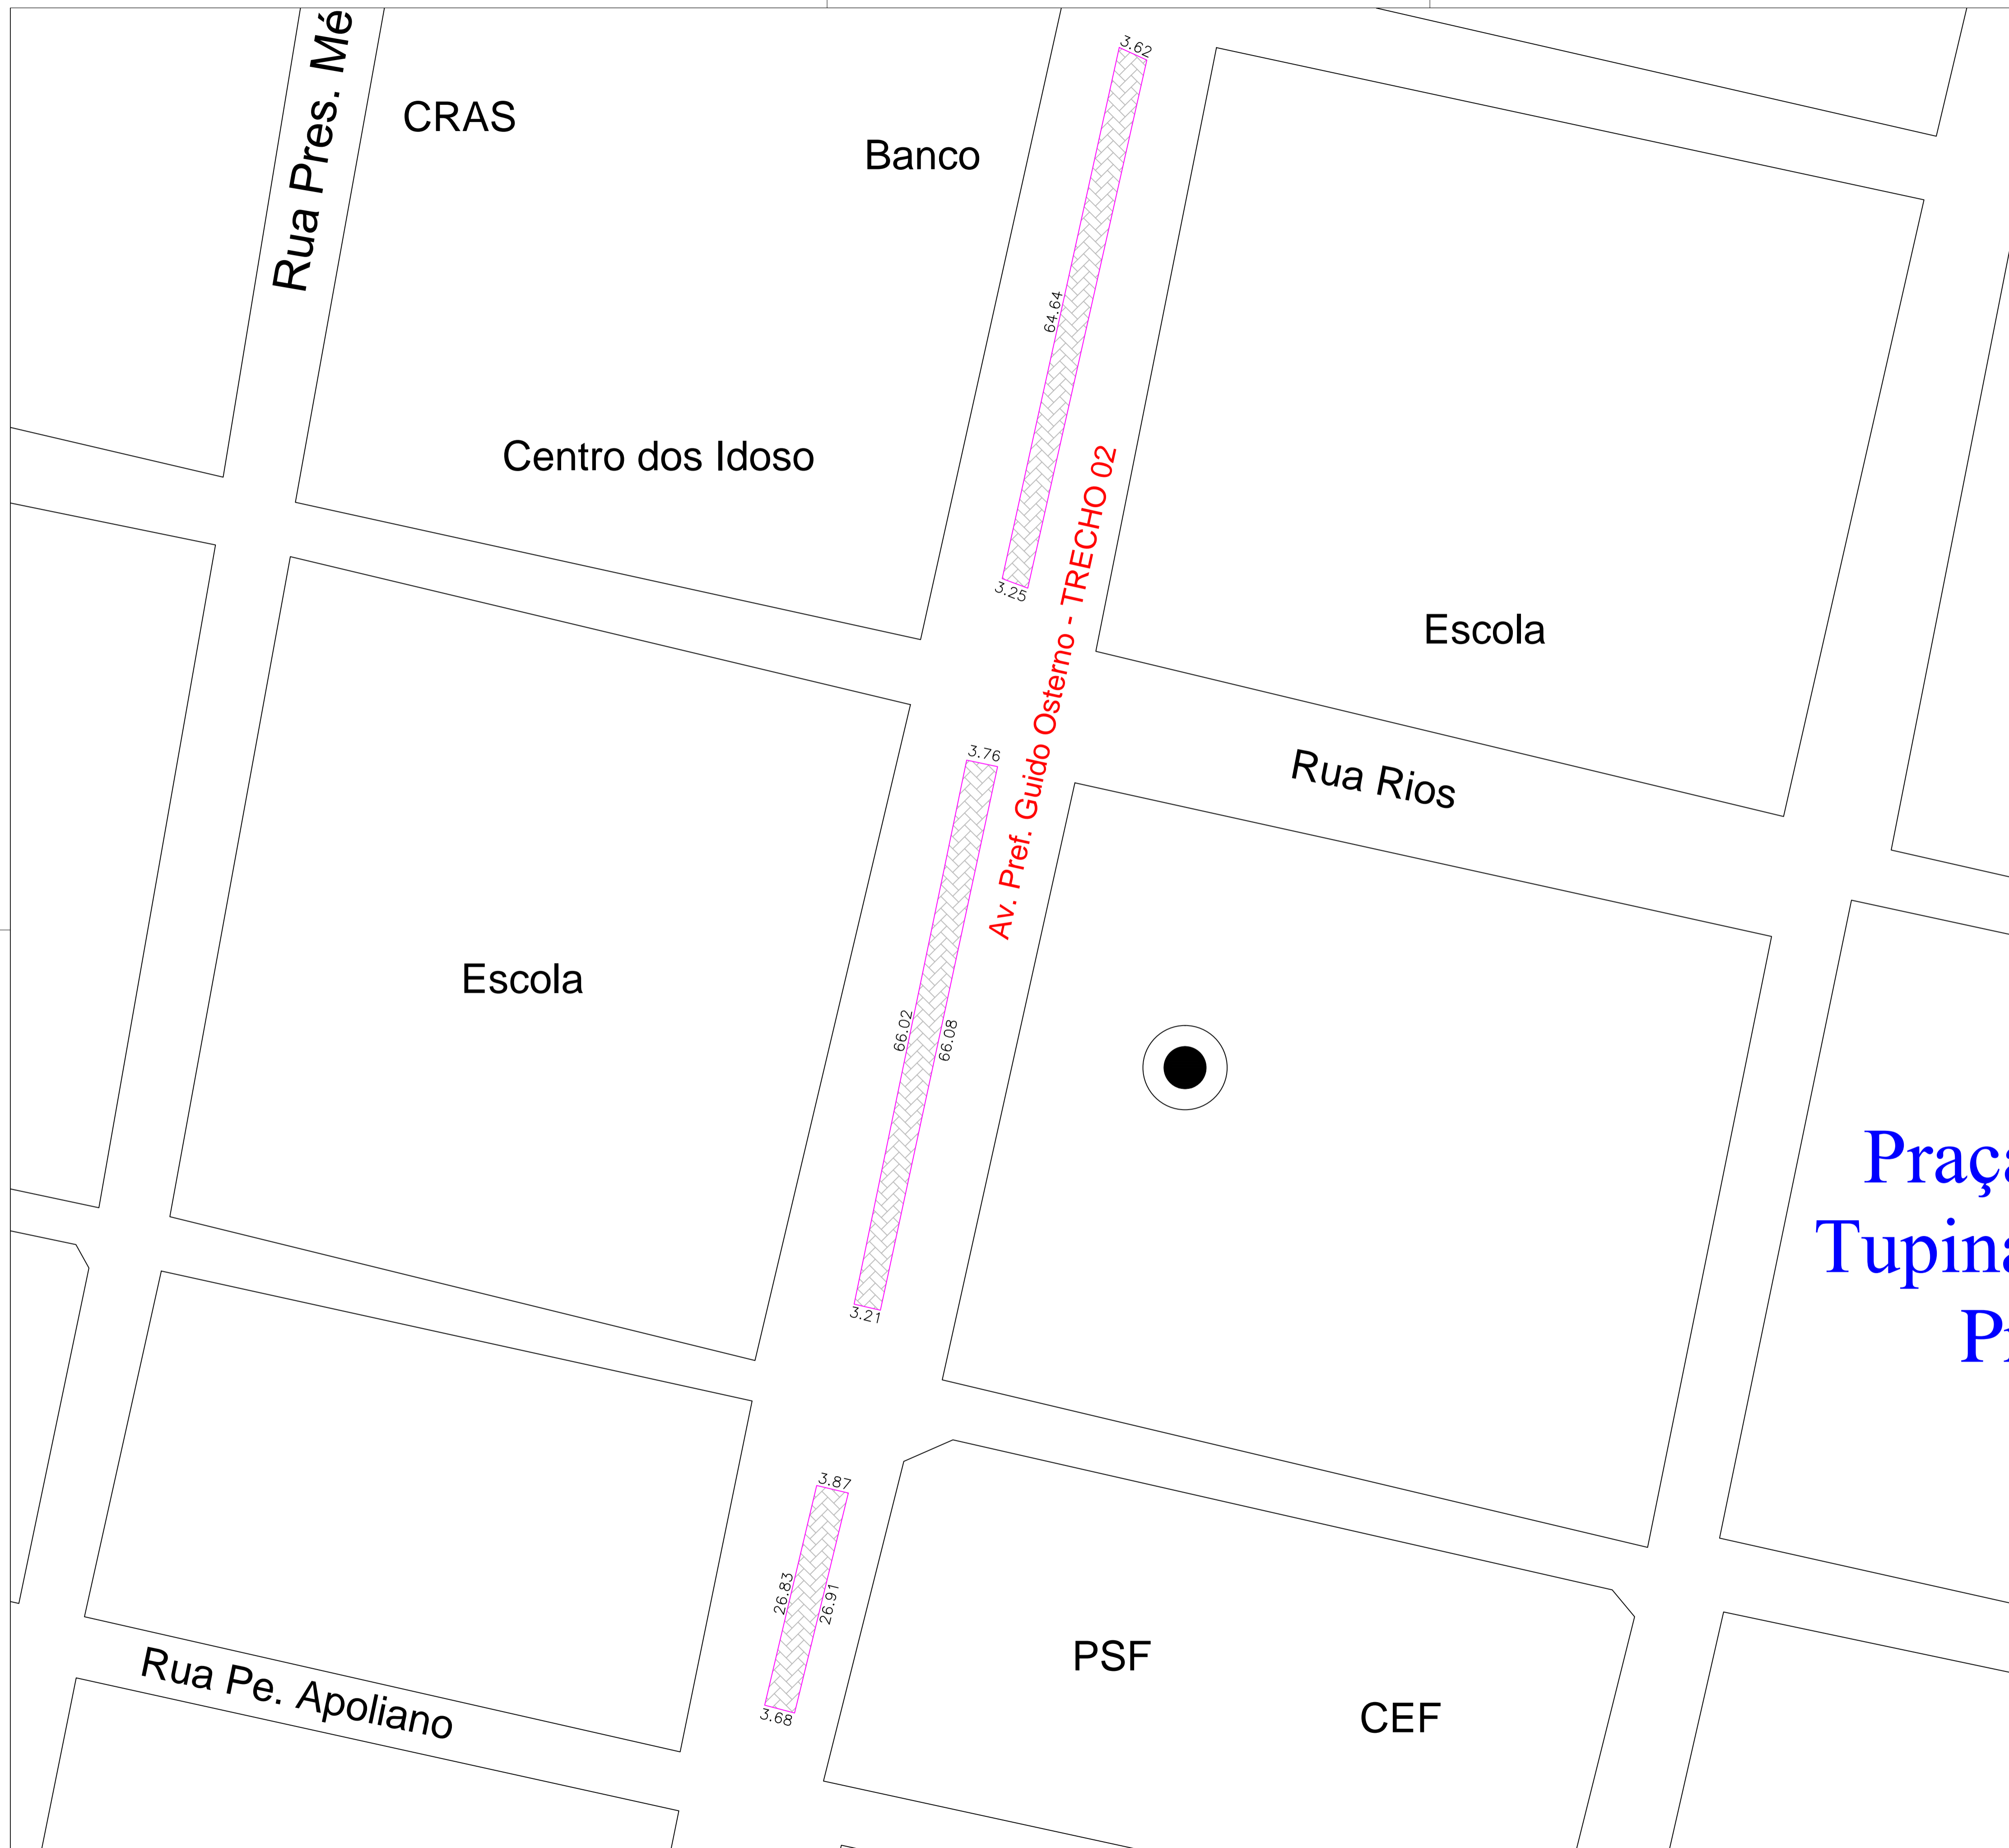 Rua Pres. Mé
3.62
CRAS
Banco
64.64
Centro dos Idoso
3.25
Av. Pref. Guido Osterno - TRECHO 02
Escola
3.76
Rua Rios
Escola
66.02
66.08
Praça
Tupina
3.21
3.87
26.83
26.91
PSF
Rua Pe. Apoliano
3.68
CEF